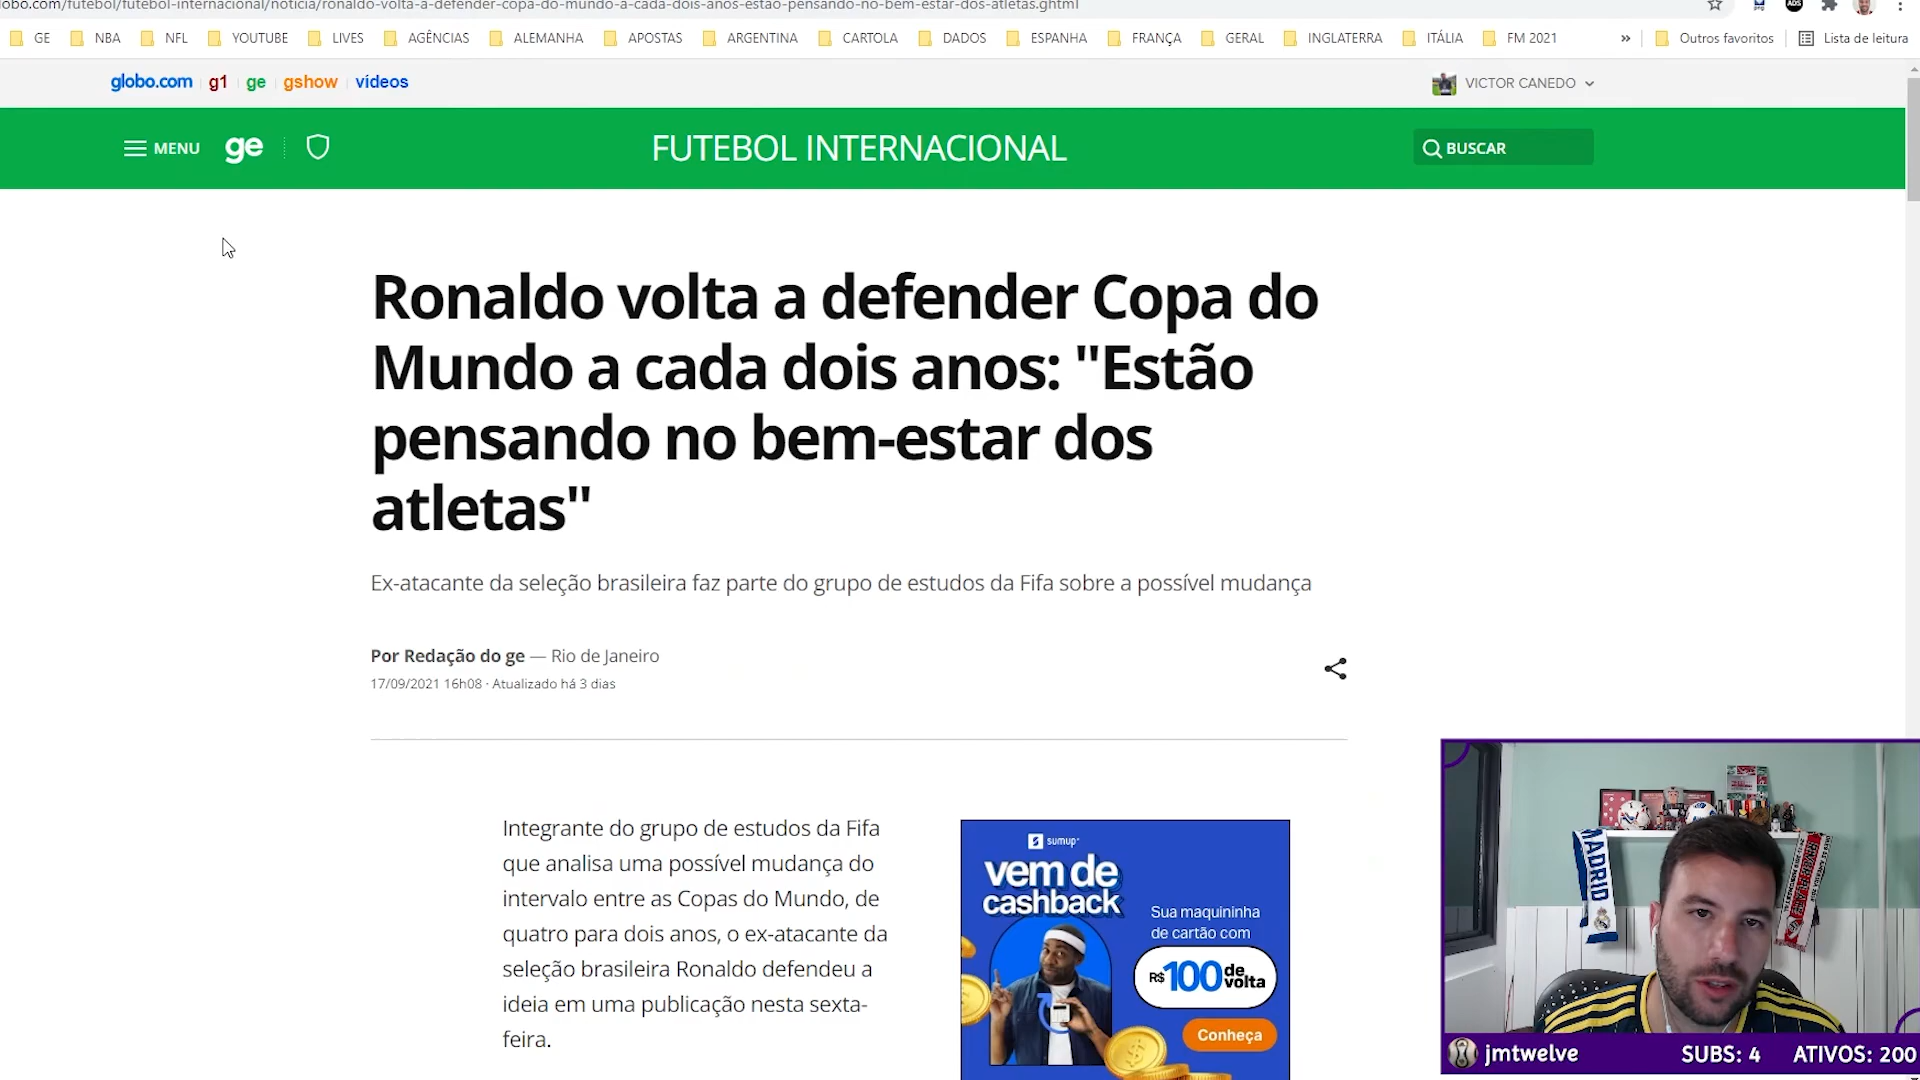 lobo.com/futebol/futebol-internacional/noticia/ronaldo-volta-a-defender-copa-do-mundo-a-cada-dois-anos-estao-pensando-no-bem-estar-dos-atletas.ghtml
GE NBA NFL YOUTUBE LIVES AGÊNCIAS ALEMANHA APOSTAS ARGENTINA CARTOLA DADOS ESPANHA FRANÇA GERAL INGLATERRA ITÁLIA FM 2021 » Outros favoritos Lista de leitura
globo.com g1 ge gshow vídeos VICTOR CANEDO
MENU ge FUTEBOL INTERNACIONAL BUSCAR
Ronaldo volta a defender Copa do
Mundo a cada dois anos: "Estão
pensando no bem-estar dos
atletas"
Ex-atacante da seleção brasileira faz parte do grupo de estudos da Fifa sobre a possível mudança
Por Redação do ge — Rio de Janeiro
17/09/2021 16h08 · Atualizado há 3 dias
Integrante do grupo de estudos da Fifa
que analisa uma possível mudança do
intervalo entre as Copas do Mundo, de
quatro para dois anos, o ex-atacante da
seleção brasileira Ronaldo defendeu a
ideia em uma publicação nesta sexta-
feira.
sumup
vem de
cashback
Sua maquininha
de cartão com
R$100 de volta
Conheça
MADRID
jmtwelve SUBS: 4 ATIVOS: 200